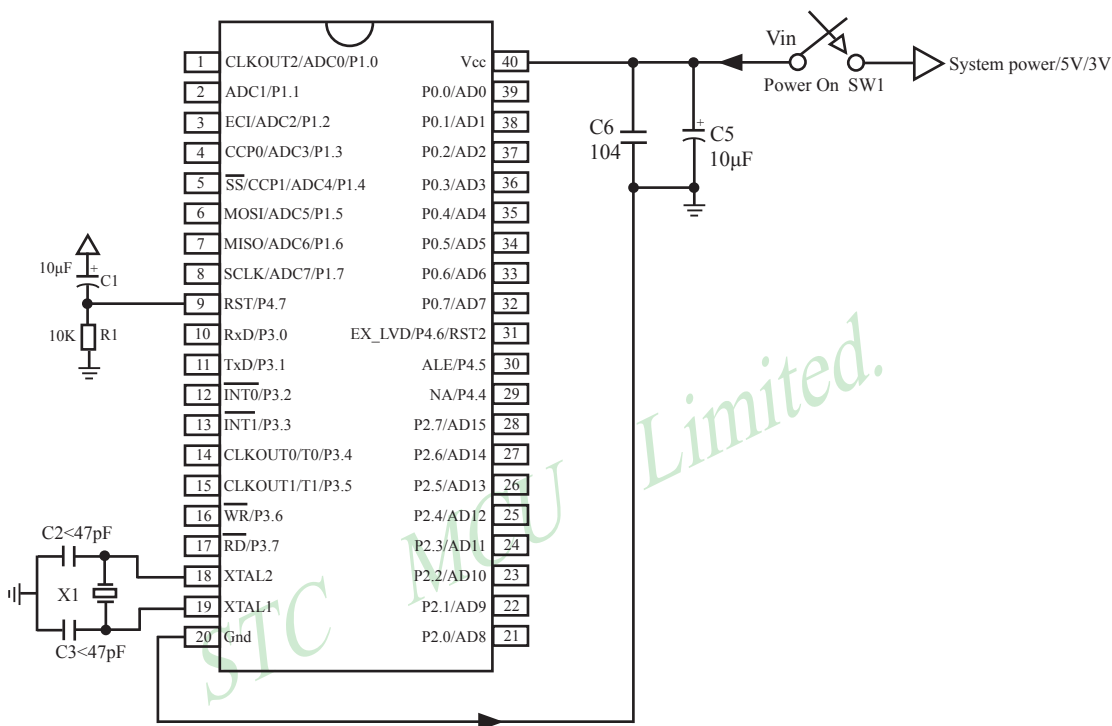 1 CLKOUT2/ADC0/P1.0
2 ADC1/P1.1
3 ECI/ADC2/P1.2
4 CCP0/ADC3/P1.3
5 SS/CCP1/ADC4/P1.4
6 MOSI/ADC5/P1.5
7 MISO/ADC6/P1.6
8 SCLK/ADC7/P1.7
9 RST/P4.7
10 RxD/P3.0
11 TxD/P3.1
12 INT0/P3.2
13 INT1/P3.3
14 CLKOUT0/T0/P3.4
15 CLKOUT1/T1/P3.5
16 WR/P3.6
17 RD/P3.7
18 XTAL2
19 XTAL1
20 Gnd
Vcc 40
P0.0/AD0 39
P0.1/AD1 38
P0.2/AD2 37
P0.3/AD3 36
P0.4/AD4 35
P0.5/AD5 34
P0.6/AD6 33
P0.7/AD7 32
EX_LVD/P4.6/RST2 31
ALE/P4.5 30
NA/P4.4 29
P2.7/AD15 28
P2.6/AD14 27
P2.5/AD13 26
P2.4/AD12 25
P2.3/AD11 24
P2.2/AD10 23
P2.1/AD9 22
P2.0/AD8 21
10μF
+
C1
10K R1
C2<47pF
X1
C3<47pF
Vin
Power On SW1
System power/5V/3V
C6
104
+
C5
10μF
STC MCU Limited.